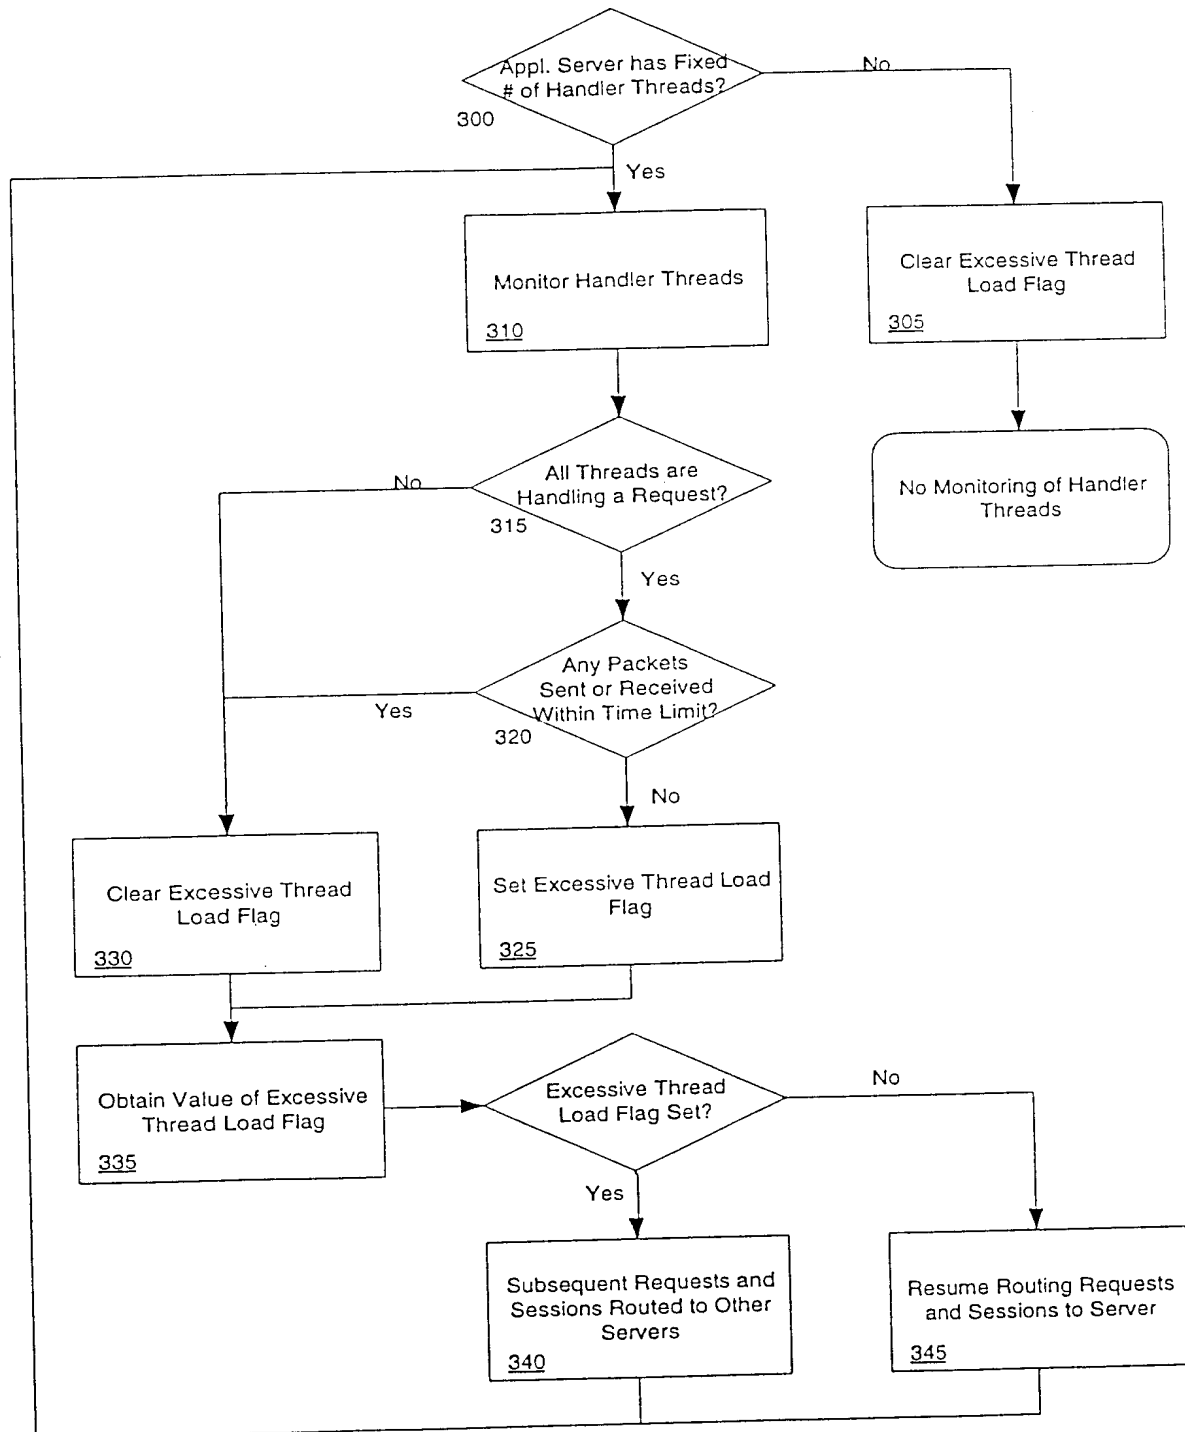 Appl. Server has Fixed
# of Handler Threads?
No
300
Yes
Monitor Handler Threads
310
Clear Excessive Thread
Load Flag
305
No
All Threads are
Handling a Request?
315
No Monitoring of Handler
Threads
Yes
Any Packets
Sent or Received
Within Time Limit?
Yes
320
No
Clear Excessive Thread
Load Flag
330
Set Excessive Thread Load
Flag
325
Obtain Value of Excessive
Thread Load Flag
335
Excessive Thread
Load Flag Set?
No
Yes
Subsequent Requests and
Sessions Routed to Other
Servers
340
Resume Routing Requests
and Sessions to Server
345